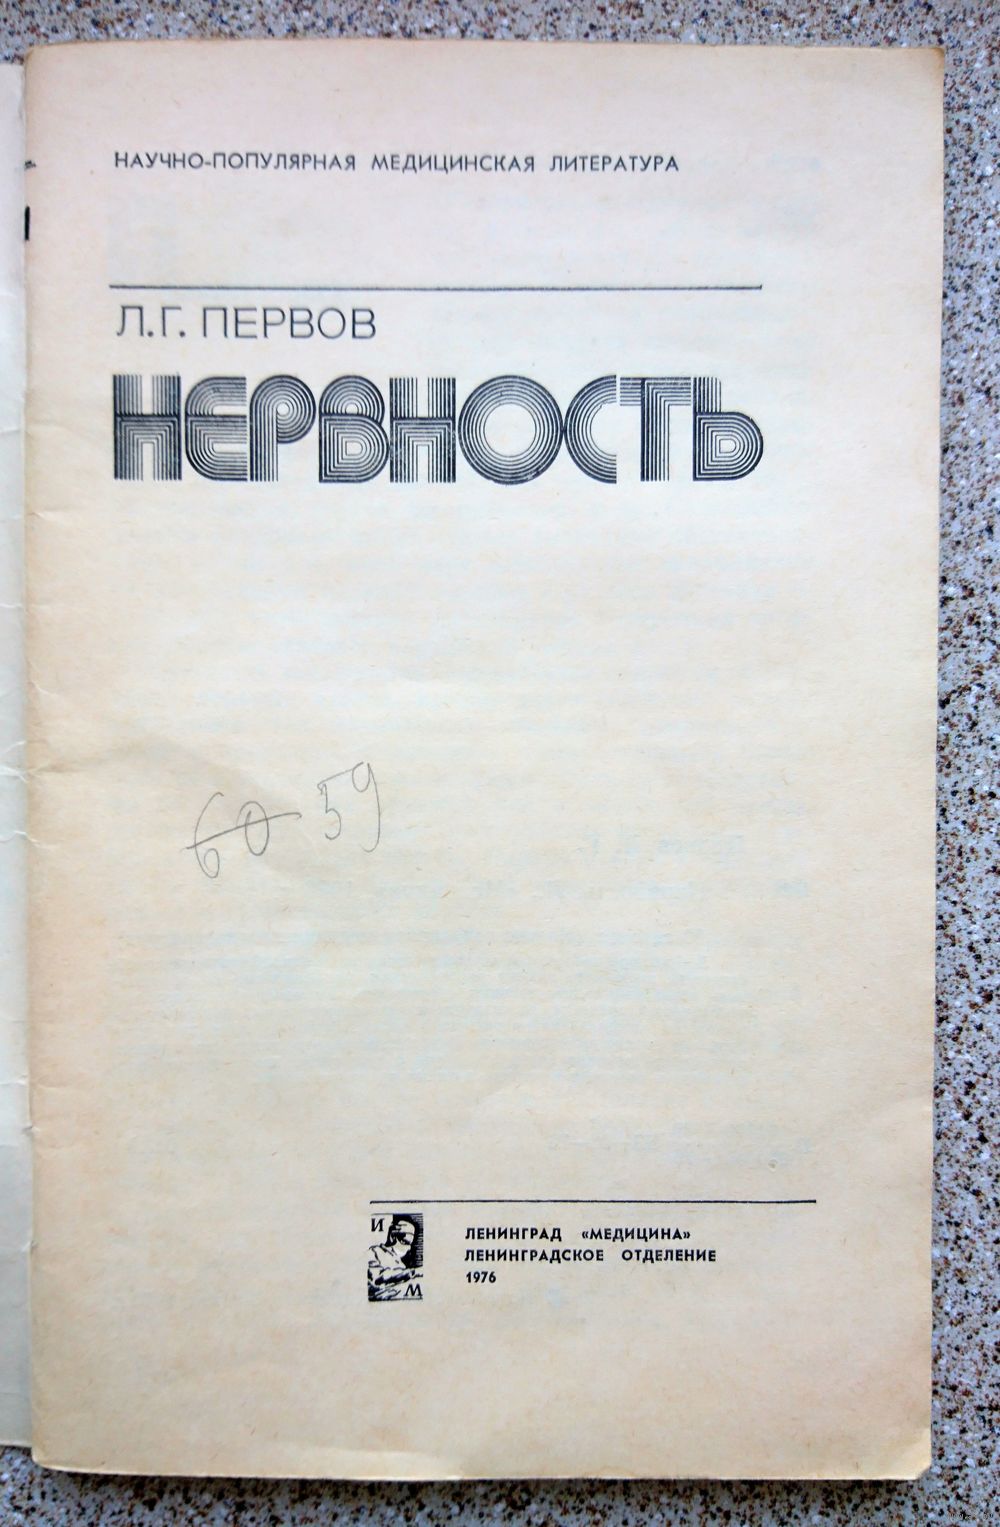 НАУЧНО-ПОПУЛЯРНАЯ МЕДИЦИНСКАЯ ЛИТЕРАТУРА
Л.Г. ПЕРВОВ
НЕРВНОСТЬ
60 59
И
М
ЛЕНИНГРАД «МЕДИЦИНА»
ЛЕНИНГРАДСКОЕ ОТДЕЛЕНИЕ
1976